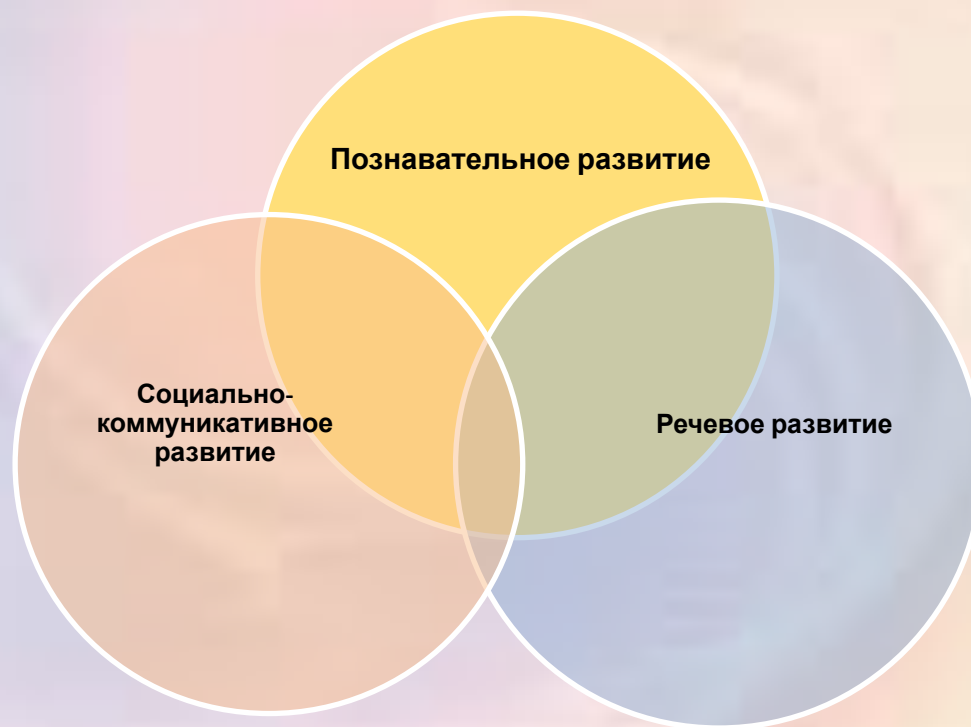 Познавательное развитие
Социально-
коммуникативное
развитие
Речевое развитие